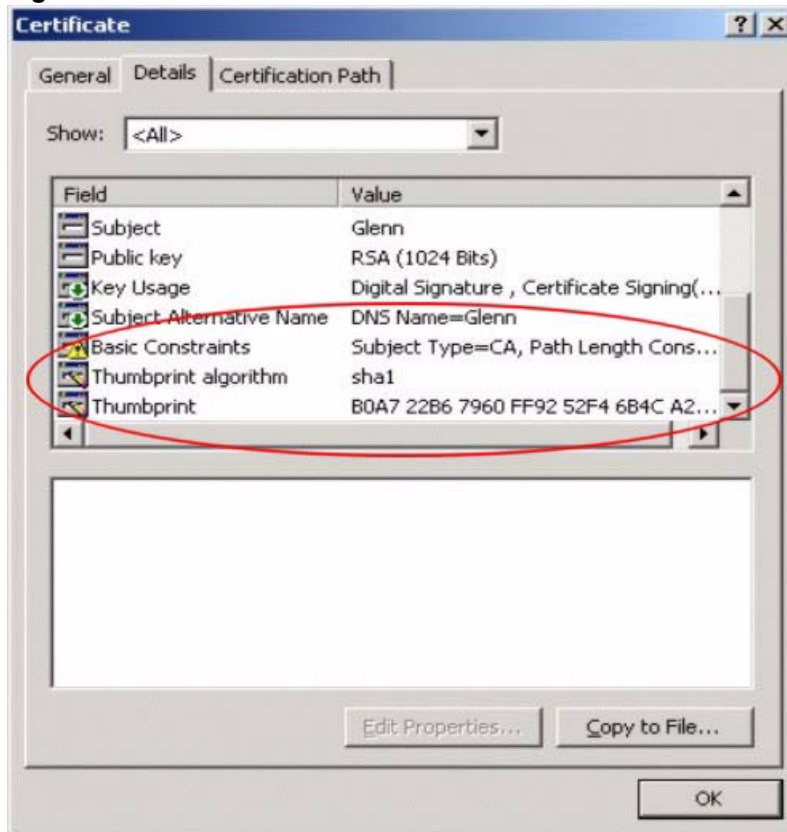 Certificate
General Details Certification Path
Show: <All>
Field Value
Subject Glenn
Public key RSA (1024 Bits)
Key Usage Digital Signature , Certificate Signing(...
Subject Alternative Name DNS Name=Glenn
Basic Constraints Subject Type=CA, Path Length Cons...
Thumbprint algorithm sha1
Thumbprint B0A7 22B6 7960 FF92 52F4 6B4C A2...
Edit Properties... Copy to File...
OK